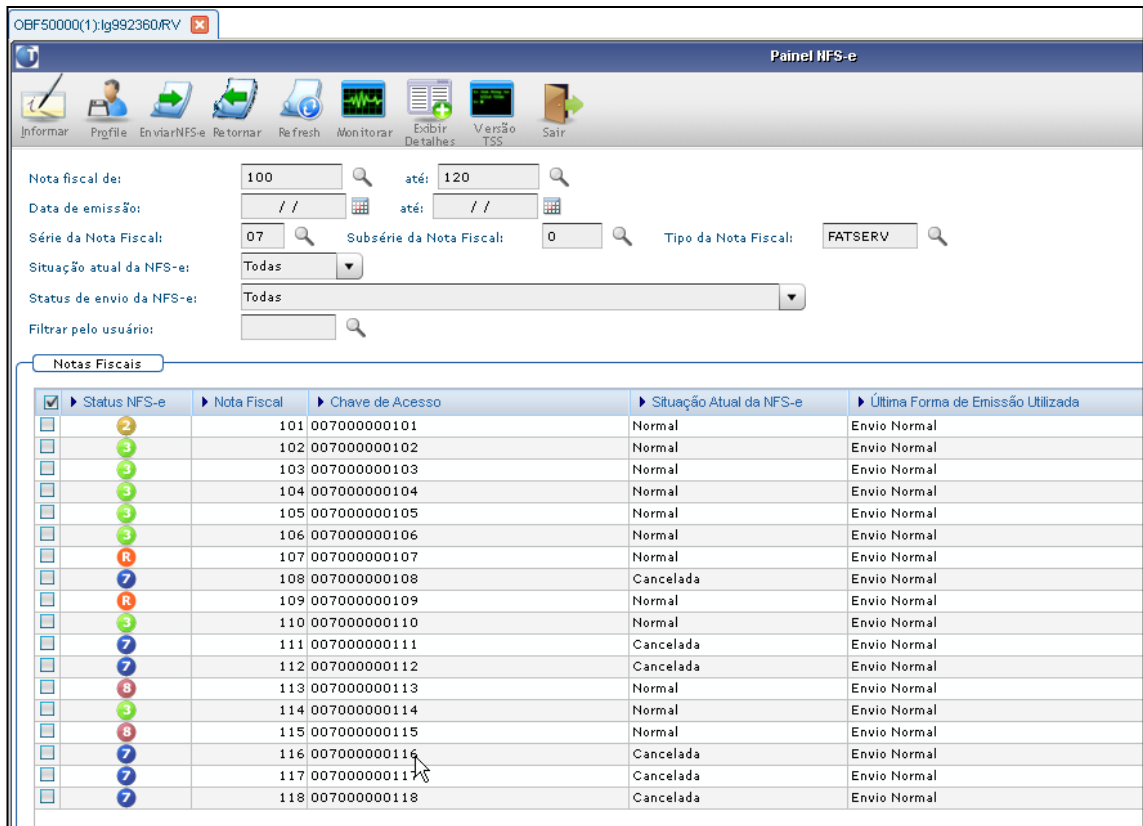 OBF50000(1):lg992360/RV
Painel NFS-e
Informar Profile EnviarNFS-e Retornar Refresh Monitorar Exibir Detalhes Versão TSS Sair
Nota fiscal de: 100 até: 120
Data de emissão: / / até: / /
Série da Nota Fiscal: 07 Subsérie da Nota Fiscal: 0 Tipo da Nota Fiscal: FATSERV
Situação atual da NFS-e: Todas
Status de envio da NFS-e: Todas
Filtrar pelo usuário:
Notas Fiscais
Status NFS-e Nota Fiscal Chave de Acesso Situação Atual da NFS-e Última Forma de Emissão Utilizada
2 101 007000000101 Normal Envio Normal
3 102 007000000102 Normal Envio Normal
3 103 007000000103 Normal Envio Normal
3 104 007000000104 Normal Envio Normal
3 105 007000000105 Normal Envio Normal
3 106 007000000106 Normal Envio Normal
R 107 007000000107 Normal Envio Normal
7 108 007000000108 Cancelada Envio Normal
R 109 007000000109 Normal Envio Normal
3 110 007000000110 Normal Envio Normal
7 111 007000000111 Cancelada Envio Normal
7 112 007000000112 Cancelada Envio Normal
8 113 007000000113 Normal Envio Normal
3 114 007000000114 Normal Envio Normal
8 115 007000000115 Normal Envio Normal
7 116 007000000116 Cancelada Envio Normal
7 117 007000000117 Cancelada Envio Normal
7 118 007000000118 Cancelada Envio Normal